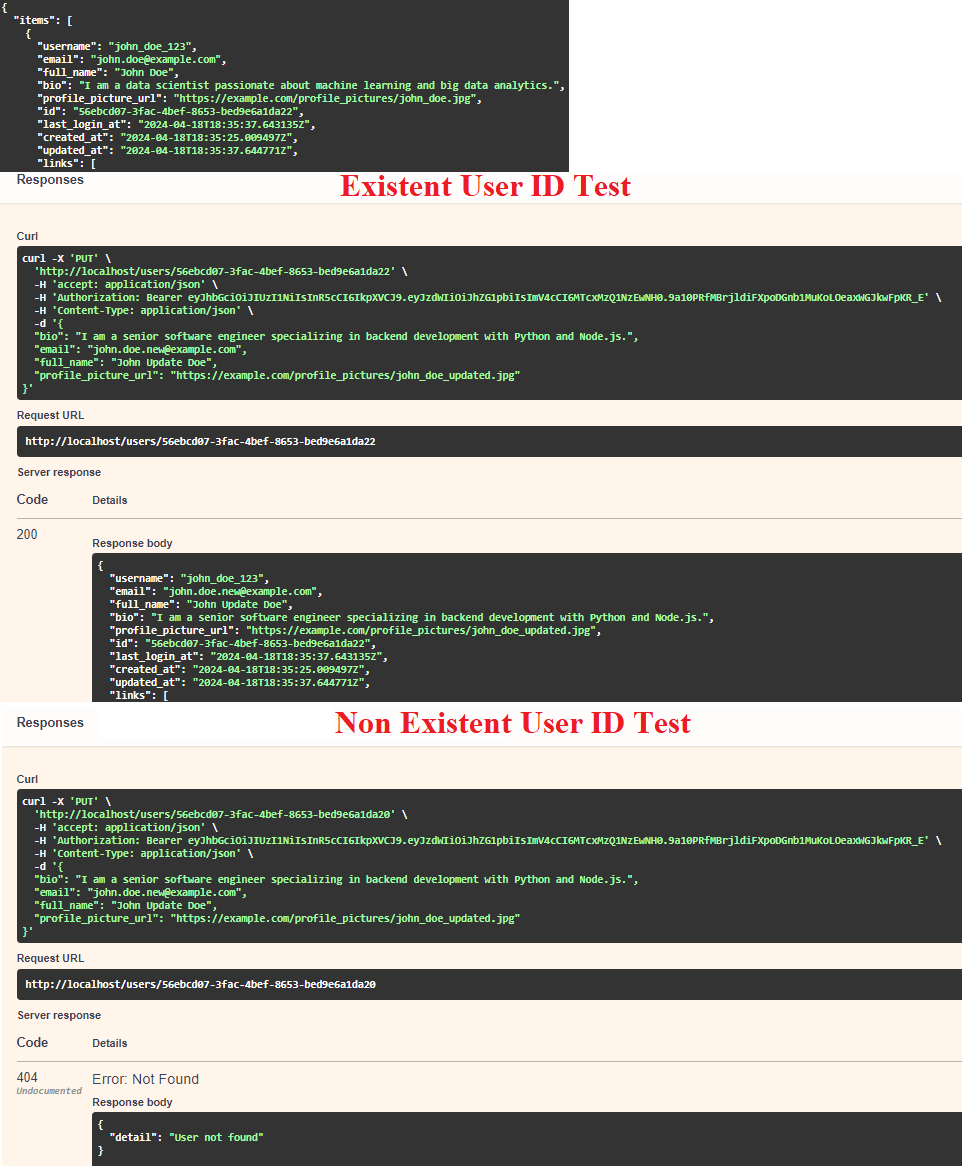 {
"items": [
{
"username": "john_doe_123",
"email": "john.doe@example.com",
"full_name": "John Doe",
"bio": "I am a data scientist passionate about machine learning and big data analytics.",
"profile_picture_url": "https://example.com/profile_pictures/john_doe.jpg",
"id": "56ebcd07-3fac-4bef-8653-bed9e6a1da22",
"last_login_at": "2024-04-18T18:35:37.643135Z",
"created_at": "2024-04-18T18:35:25.009497Z",
"updated_at": "2024-04-18T18:35:37.644771Z",
"links": [
Responses
Existent User ID Test
Curl
curl -X 'PUT' \
'http://localhost/users/56ebcd07-3fac-4bef-8653-bed9e6a1da22' \
-H 'accept: application/json' \
-H 'Authorization: Bearer eyJhbGciOiJIUzI1NiIsInR5cCI6IkpXVCJ9.eyJzdWIiOiJhZG1pbiIsImV4cCI6MTcxMzQ1NzEwNH0.9a10PRfMBrjldiFXpoDGnb1MuKoLOeaxWGJkwFpKR_E' \
-H 'Content-Type: application/json' \
-d '{
"bio": "I am a senior software engineer specializing in backend development with Python and Node.js.",
"email": "john.doe.new@example.com",
"full_name": "John Update Doe",
"profile_picture_url": "https://example.com/profile_pictures/john_doe_updated.jpg"
}'
Request URL
http://localhost/users/56ebcd07-3fac-4bef-8653-bed9e6a1da22
Server response
Code Details
200
Response body
{
"username": "john_doe_123",
"email": "john.doe.new@example.com",
"full_name": "John Update Doe",
"bio": "I am a senior software engineer specializing in backend development with Python and Node.js.",
"profile_picture_url": "https://example.com/profile_pictures/john_doe_updated.jpg",
"id": "56ebcd07-3fac-4bef-8653-bed9e6a1da22",
"last_login_at": "2024-04-18T18:35:37.643135Z",
"created_at": "2024-04-18T18:35:25.009497Z",
"updated_at": "2024-04-18T18:35:37.644771Z",
"links": [
Responses
Non Existent User ID Test
Curl
curl -X 'PUT' \
'http://localhost/users/56ebcd07-3fac-4bef-8653-bed9e6a1da20' \
-H 'accept: application/json' \
-H 'Authorization: Bearer eyJhbGciOiJIUzI1NiIsInR5cCI6IkpXVCJ9.eyJzdWIiOiJhZG1pbiIsImV4cCI6MTcxMzQ1NzEwNH0.9a10PRfMBrjldiFXpoDGnb1MuKoLOeaxWGJkwFpKR_E' \
-H 'Content-Type: application/json' \
-d '{
"bio": "I am a senior software engineer specializing in backend development with Python and Node.js.",
"email": "john.doe.new@example.com",
"full_name": "John Update Doe",
"profile_picture_url": "https://example.com/profile_pictures/john_doe_updated.jpg"
}'
Request URL
http://localhost/users/56ebcd07-3fac-4bef-8653-bed9e6a1da20
Server response
Code Details
404 Error: Not Found
Undocumented
Response body
{
"detail": "User not found"
}